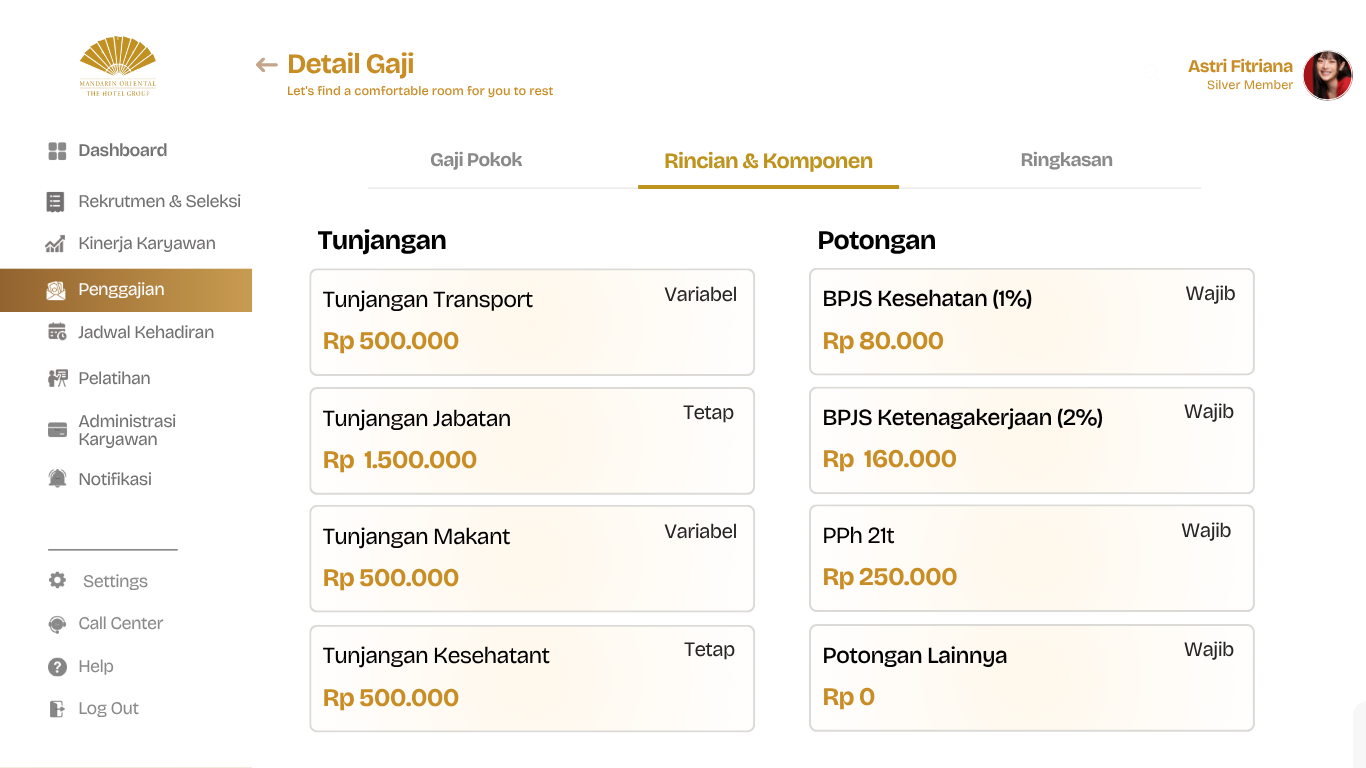 MANDARIN ORIENTAL
THE HOTEL GROUP
Detail Gaji
Let's find a comfortable room for you to rest
Astri Fitriana
Silver Member
Dashboard
Rekrutmen & Seleksi
Kinerja Karyawan
Penggajian
Jadwal Kehadiran
Pelatihan
Administrasi
Karyawan
Notifikasi
Settings
Call Center
Help
Log Out
Gaji Pokok
Rincian & Komponen
Ringkasan
Tunjangan
Tunjangan Transport
Variabel
Rp 500.000
Tunjangan Jabatan
Tetap
Rp 1.500.000
Tunjangan Makant
Variabel
Rp 500.000
Tunjangan Kesehatant
Tetap
Rp 500.000
Potongan
BPJS Kesehatan (1%)
Wajib
Rp 80.000
BPJS Ketenagakerjaan (2%)
Wajib
Rp 160.000
PPh 21t
Wajib
Rp 250.000
Potongan Lainnya
Wajib
Rp 0